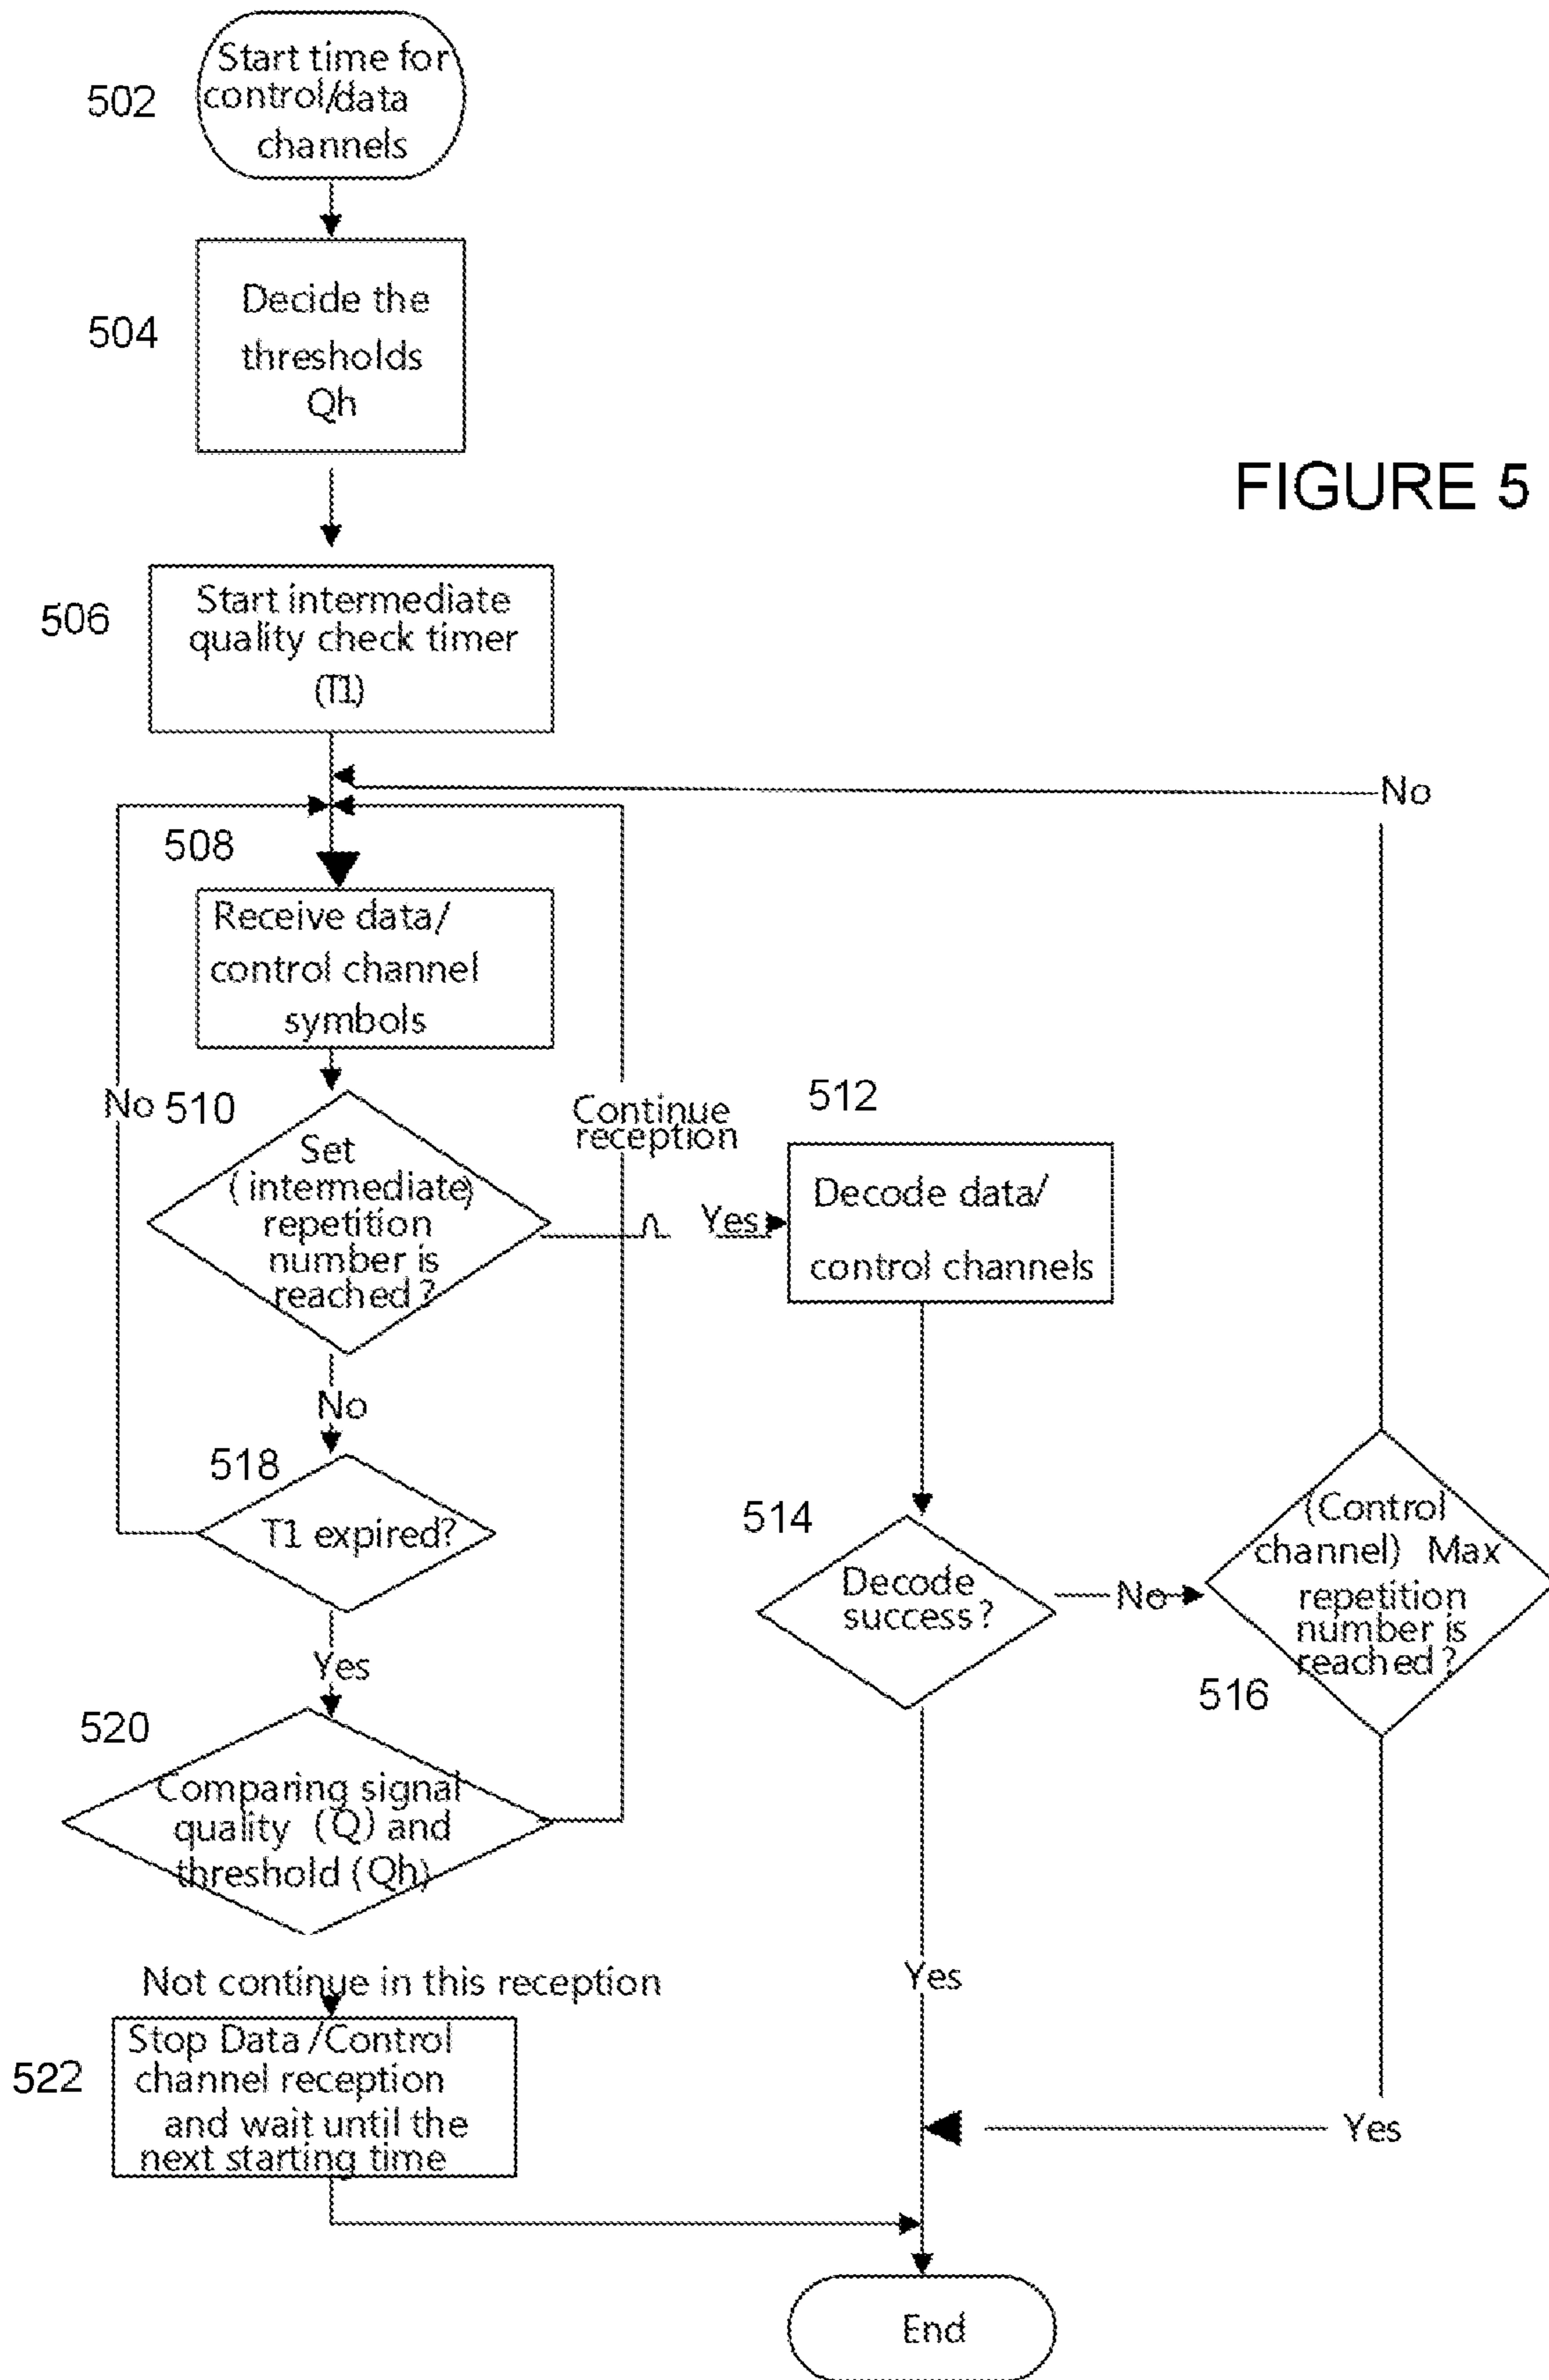 502
Start time for
control/data
channels
504
Decide the
thresholds
Qh
FIGURE 5
506
Start intermediate
quality check timer
(T1)
No
508
Receive data/
control channel
symbols
No
510
Set
(intermediate)
repetition
number is
reached?
Continue
reception
Yes
512
Decode data/
control channels
No
518
T1 expired?
514
Decode
success?
No
(Control
channel) Max
repetition
number is
reached?
516
Yes
520
Comparing signal
quality (Q) and
threshold (Qh)
Not continue in this reception
Yes
522
Stop Data /Control
channel reception
and wait until the
next starting time
Yes
End